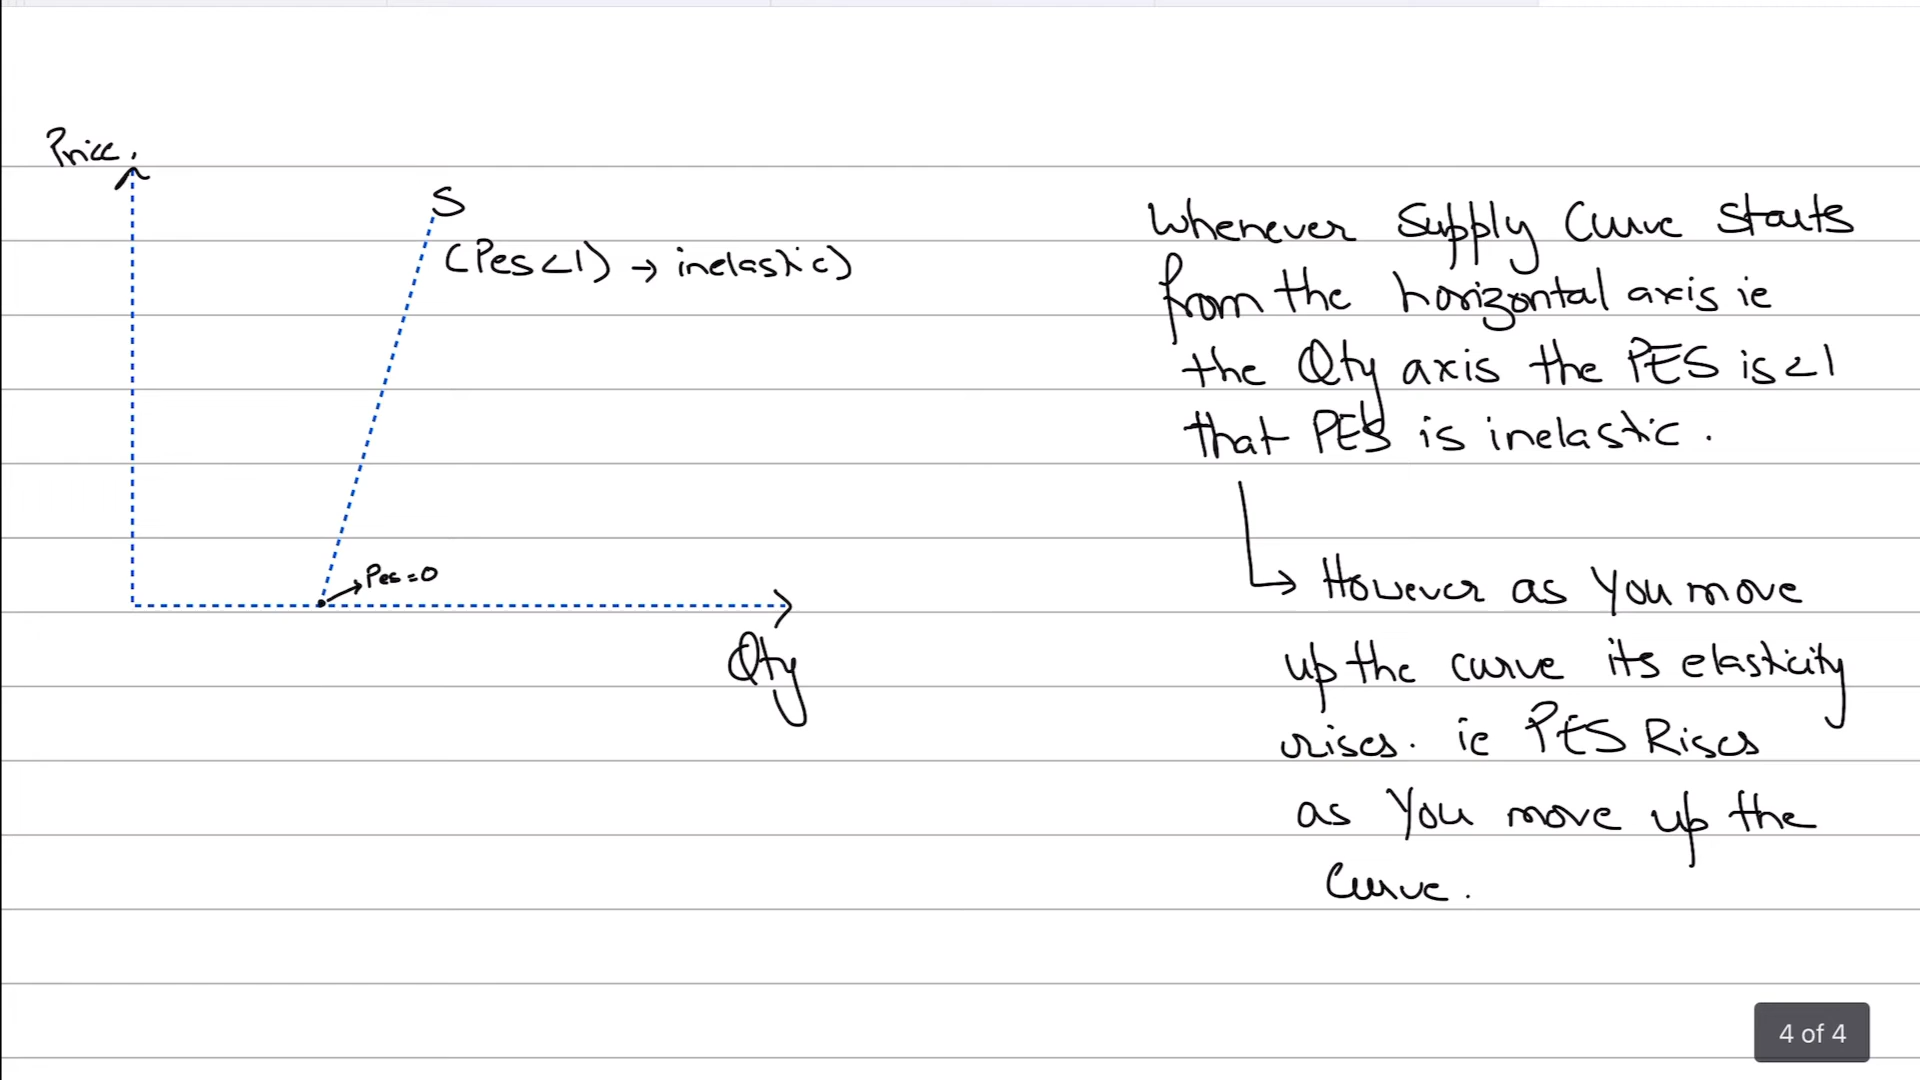 Price.
S
(Pes<1) → inelastic)
→Pes=0
Qty
Whenever Supply Curve starts
from the horizontal axis ie
the Qty axis the PES is <1
that PES is inelastic.
However as You move
up the curve its elasticity
rises. ie PES Rises
as You move up the
Curve.
4 of 4